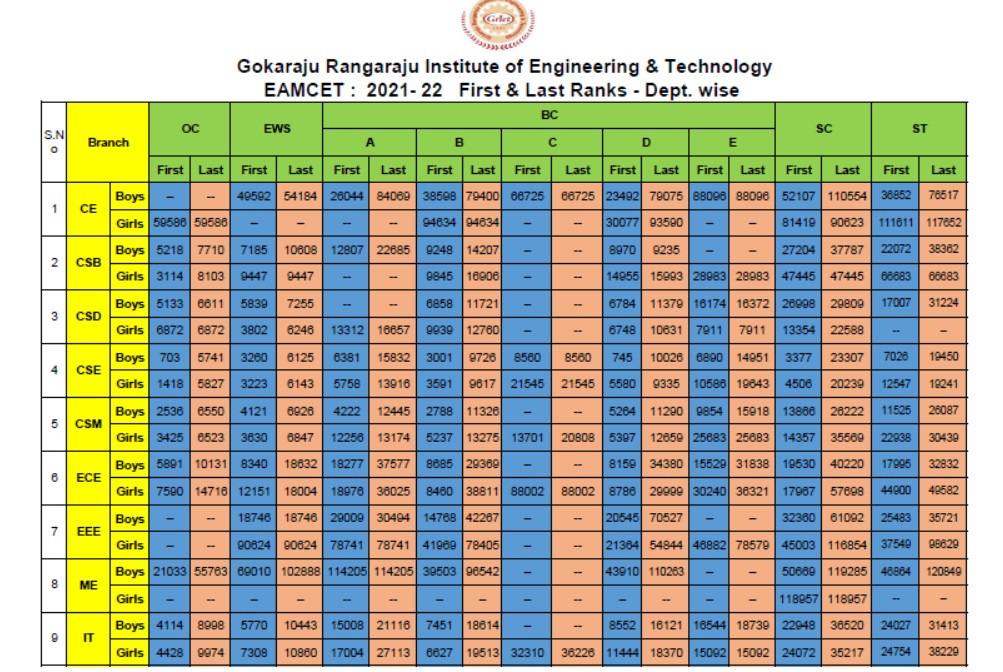 Griet
Gokaraju Rangaraju Institute of Engineering & Technology
EAMCET : 2021- 22 First & Last Ranks - Dept. wise
S.No Branch OC EWS BC SC ST
A B C D E
First Last First Last First Last First Last First Last First Last First Last First Last First Last
1 CE Boys – -- 49592 54184 26044 84069 38598 79400 66725 66725 23492 79075 88096 88096 52107 110554 36852 76517
Girls 59586 59586 – – -- -- 94634 94634 – -- 30077 93590 – – 81419 90623 111611 117652
2 CSB Boys 5218 7710 7185 10608 12807 22685 9248 14207 – -- 8970 9235 – – 27204 37787 22072 38362
Girls 3114 8103 9447 9447 -- -- 9845 16906 – -- 14955 15993 28983 28983 47445 47445 66683 66683
3 CSD Boys 5133 6611 5839 7255 -- -- 6858 11721 – -- 6784 11379 16174 16372 26998 29809 17007 31224
Girls 6872 6872 3802 6246 13312 16657 9939 12760 – -- 6748 10631 7911 7911 13354 22588 -- –
4 CSE Boys 703 5741 3260 6125 6381 15832 3001 9726 8560 8560 745 10026 6890 14951 3377 23307 7026 19450
Girls 1418 5827 3223 6143 5758 13916 3591 9617 21545 21545 5580 9335 10586 19643 4506 20239 12547 19241
5 CSM Boys 2536 6550 4121 6926 4222 12445 2788 11326 – -- 5264 11290 9854 15918 13866 26222 11525 26087
Girls 3425 6523 3630 6847 12256 13174 5237 13275 13701 20808 5397 12659 25683 25683 14357 35569 22938 30439
6 ECE Boys 5891 10131 8340 18632 18277 37577 8685 29369 – -- 8159 34380 15529 31838 19530 40220 17995 32832
Girls 7590 14716 12151 18004 18976 36025 8460 38811 88002 88002 8786 29999 30240 36321 17967 57698 44900 49582
7 EEE Boys – -- 18746 18746 29009 30494 14768 42267 – -- 20545 70527 – – 32360 61092 25483 35721
Girls – -- 90624 90624 78741 78741 41969 78405 – -- 21364 54844 46882 78579 45003 116854 37549 98629
8 ME Boys 21033 55763 69010 102888 114205 114205 39503 96542 – -- 43910 110263 – – 50669 119285 46864 120849
Girls – -- – – -- -- – -- – -- – -- – – 118957 118957 -- –
9 IT Boys 4114 8998 5770 10443 15008 21116 7451 18614 – -- 8552 16121 16544 18739 22948 36520 24027 31413
Girls 4428 9974 7308 10860 17004 27113 6627 19513 32310 36226 11444 18370 15092 15092 24072 35217 24754 38229